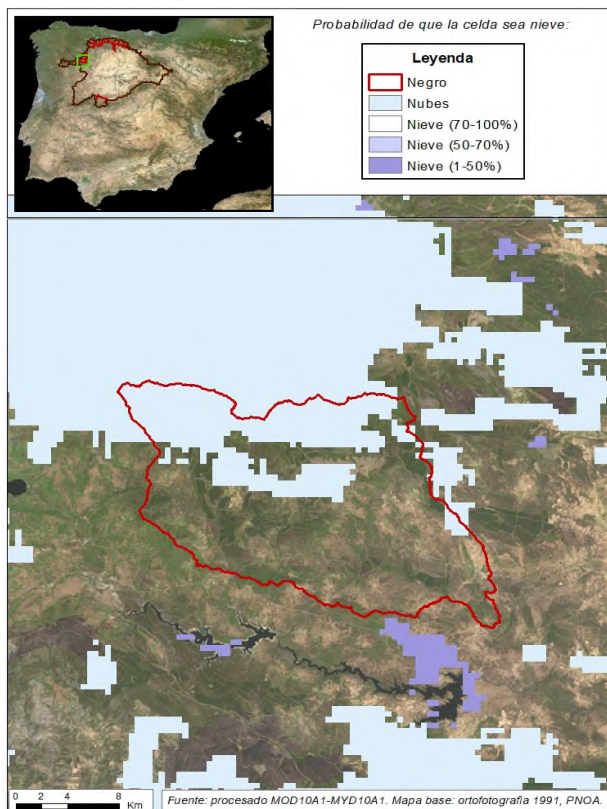 Probabilidad de que la celda sea nieve:
Leyenda
Negro
Nubes
Nieve (70-100%)
Nieve (50-70%)
Nieve (1-50%)
0 2 4 8
Km
Fuente: procesado MOD10A1-MYD10A1. Mapa base: ortofotografía 1991, PNOA